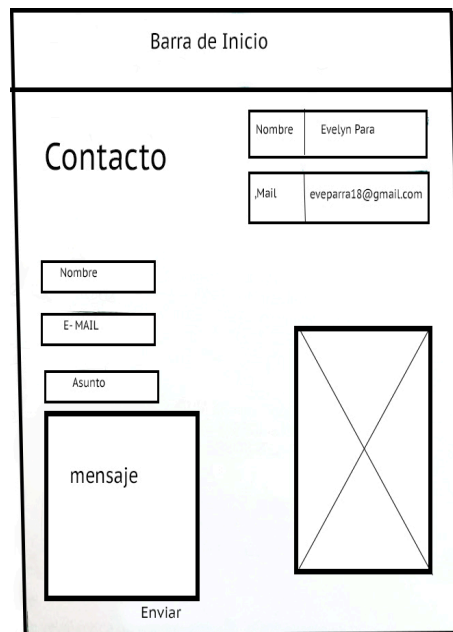 Barra de Inicio
Contacto
Nombre Evelyn Para
,Mail eveparra18@gmail.com
Nombre
E- MAIL
Asunto
mensaje
Enviar